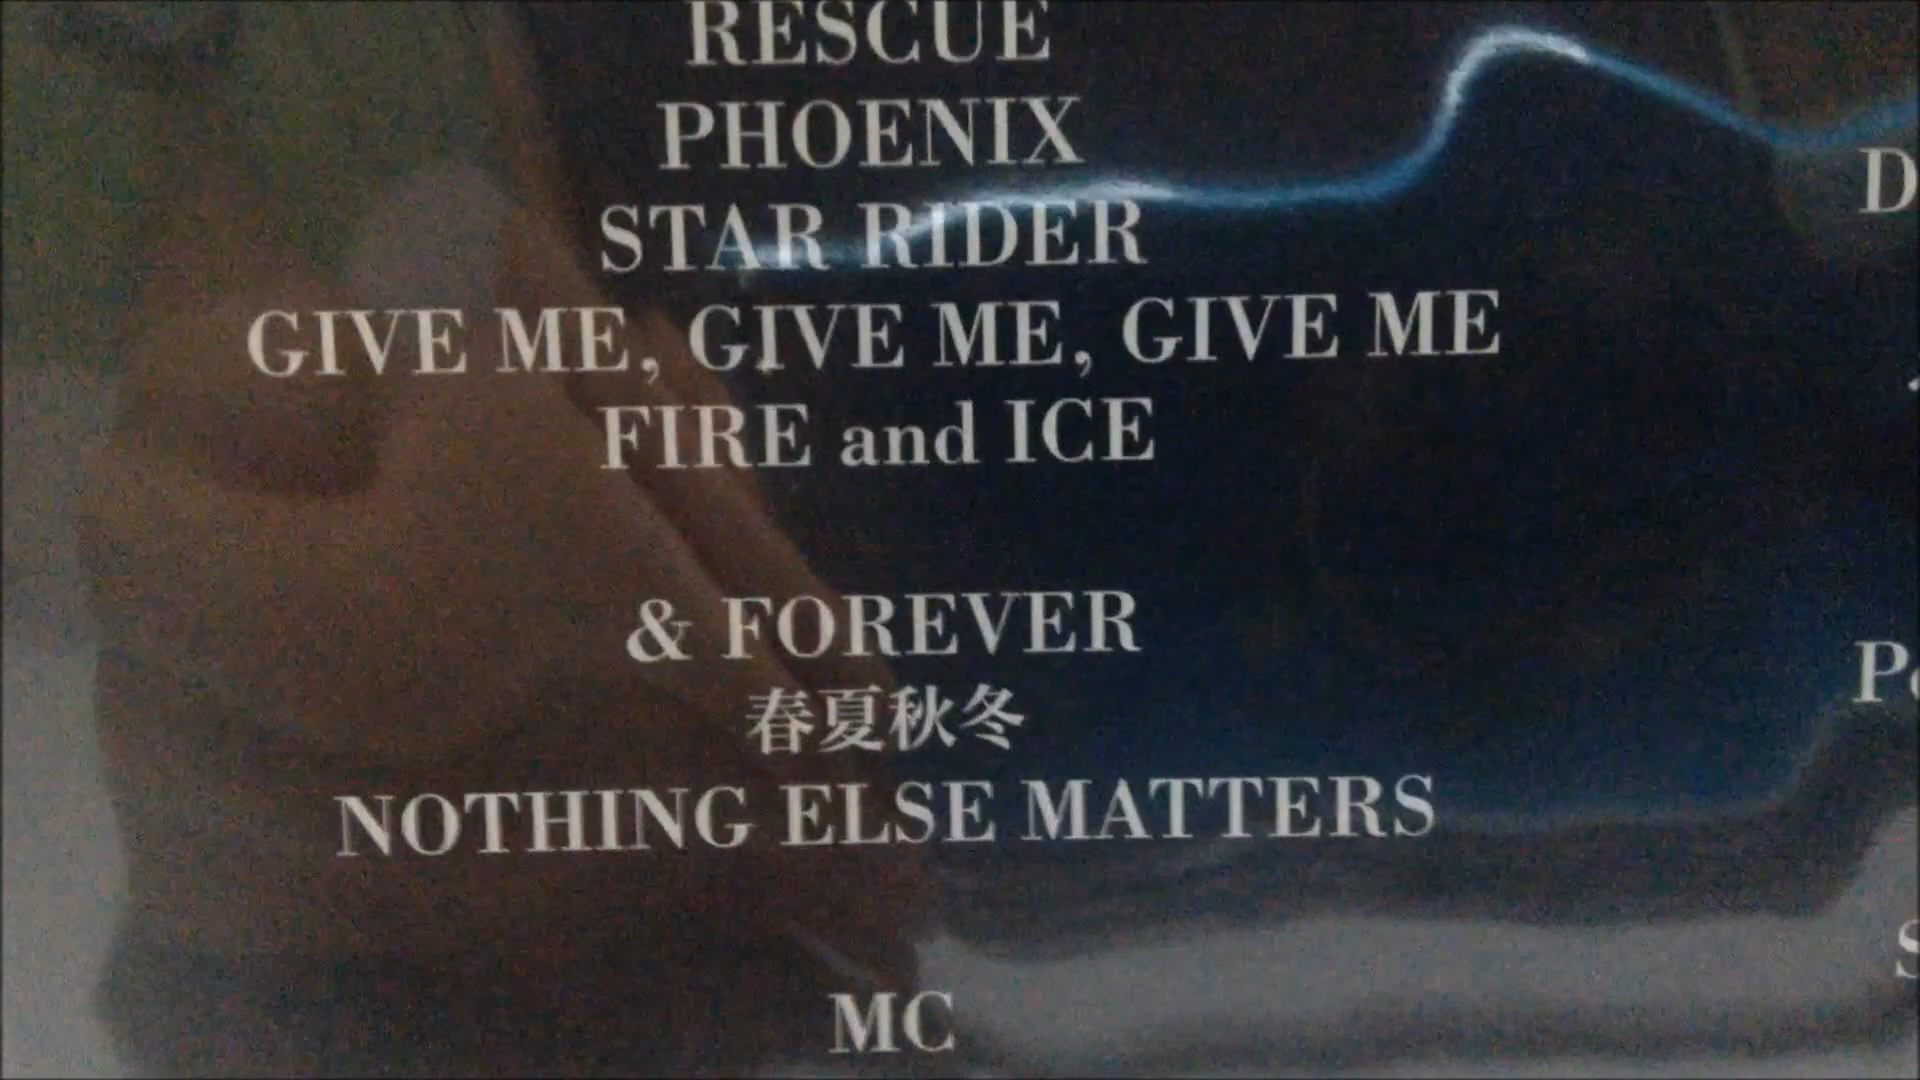 RESCUE
PHOENIX
STAR RIDER
GIVE ME, GIVE ME, GIVE ME
FIRE and ICE
& FOREVER
春夏秋冬
NOTHING ELSE MATTERS
MC